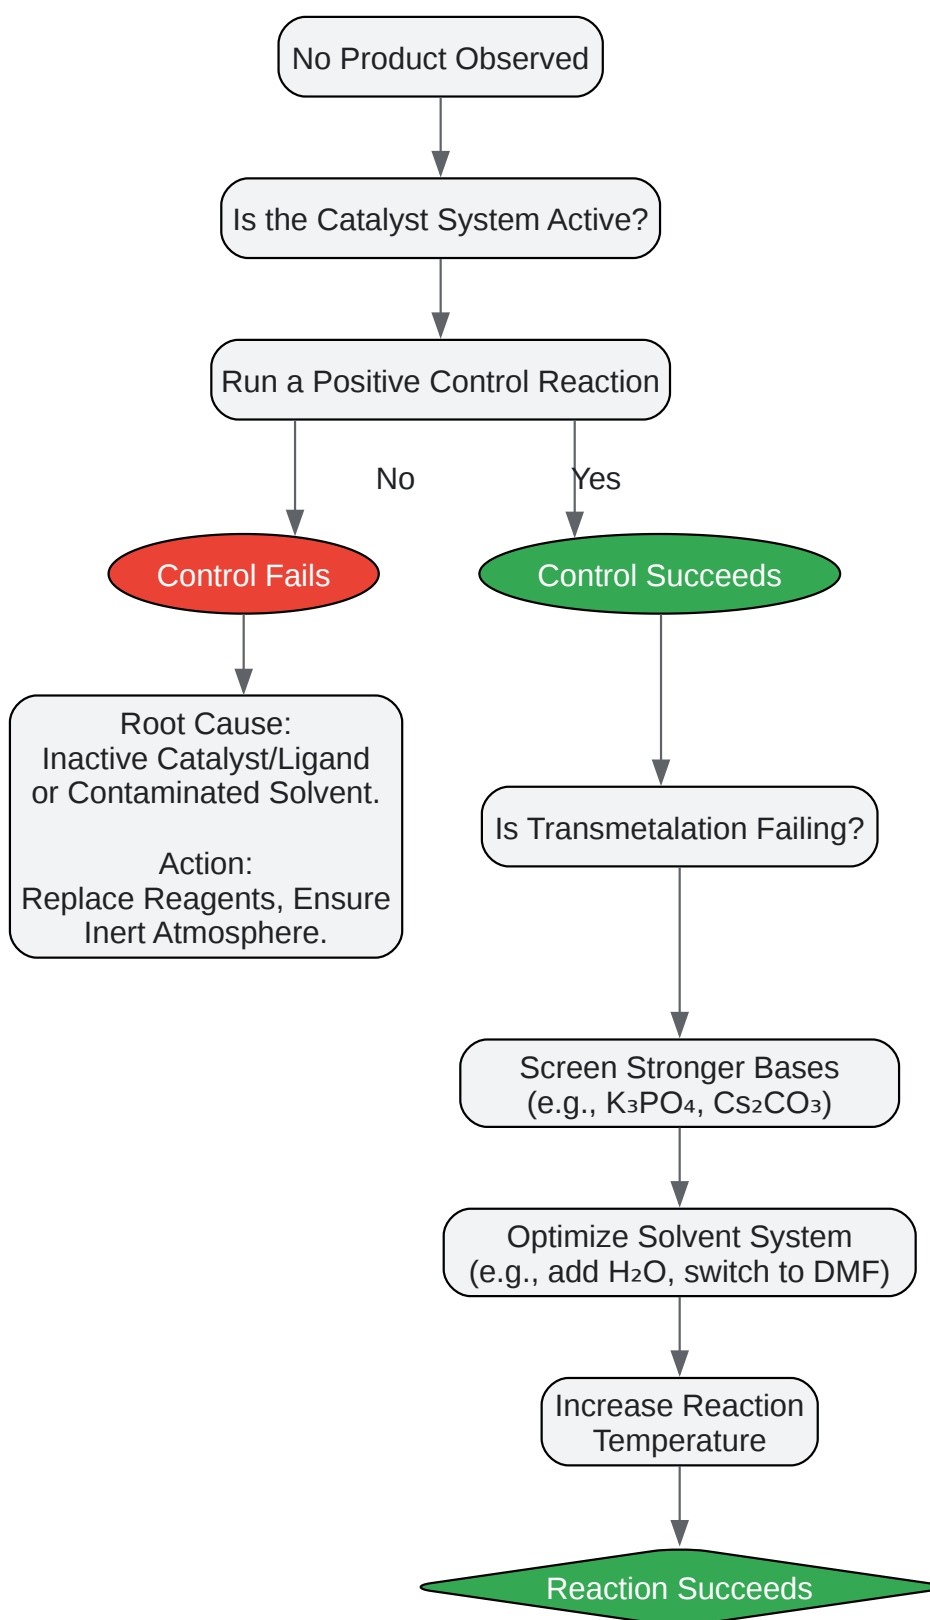 No Product Observed
Is the Catalyst System Active?
Run a Positive Control Reaction
No
Yes
Control Fails
Control Succeeds
Root Cause:
Inactive Catalyst/Ligand
or Contaminated Solvent.
Action:
Replace Reagents, Ensure
Inert Atmosphere.
Is Transmetalation Failing?
Screen Stronger Bases
(e.g., K₃PO₄, Cs₂CO₃)
Optimize Solvent System
(e.g., add H₂O, switch to DMF)
Increase Reaction
Temperature
Reaction Succeeds